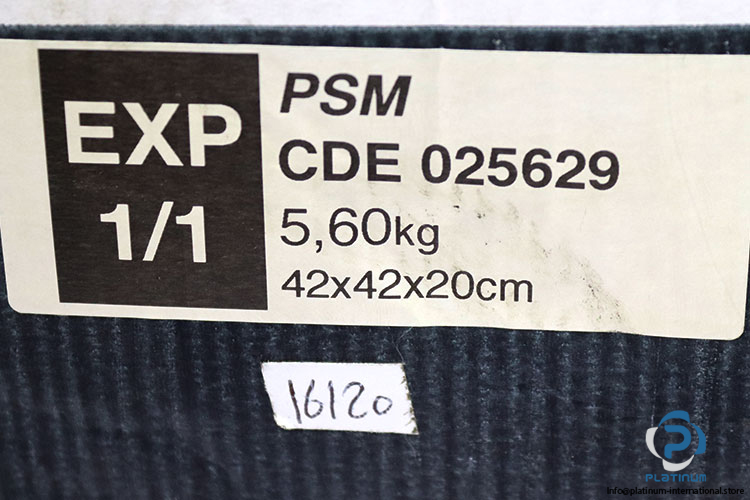 EXP
1/1
PSM
CDE 025629
5,60kg
42x42x20cm
16120
PLATINUM
info@platinum-international.store